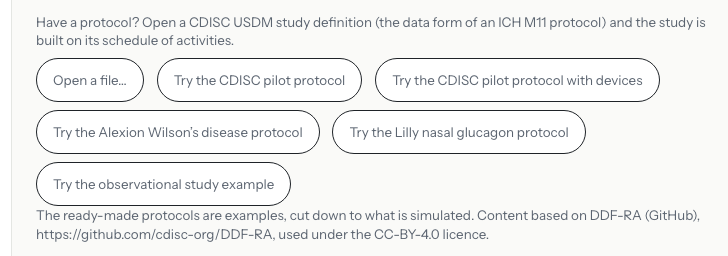 Have a protocol? Open a CDISC USDM study definition (the data form of an ICH M11 protocol) and the study is
built on its schedule of activities.
Open a file...
Try the CDISC pilot protocol
Try the CDISC pilot protocol with devices
Try the Alexion Wilson's disease protocol
Try the Lilly nasal glucagon protocol
Try the observational study example
The ready-made protocols are examples, cut down to what is simulated. Content based on DDF-RA (GitHub),
https://github.com/cdisc-org/DDF-RA, used under the CC-BY-4.0 licence.